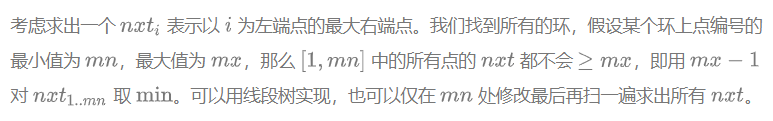 考虑求出一个 nxt_i 表示以 i 为左端点的最大右端点。我们找到所有的环，假设某个环上点编号的
最小值为 mn，最大值为 mx，那么 [1, mn] 中的所有点的 nxt 都不会 ≥ mx，即用 mx − 1
对 nxt_{1..mn} 取 min。可以用线段树实现，也可以仅在 mn 处修改最后再扫一遍求出所有 nxt。